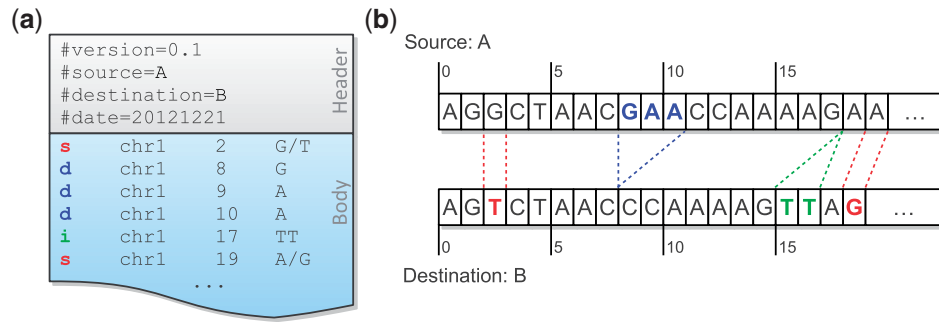 (a)
#version=0.1
#source=A
#destination=B
#date=20121221
Header
s chr1 2 G/T
d chr1 8 G
d chr1 9 A
d chr1 10 A
i chr1 17 TT
s chr1 19 A/G
...
Body
(b)
Source: A
0 5 10 15
A G G C T A A C G A A C C A A A A G A A ...
A G T C T A A C C C A A A A G T T A G ...
0 5 10 15
Destination: B